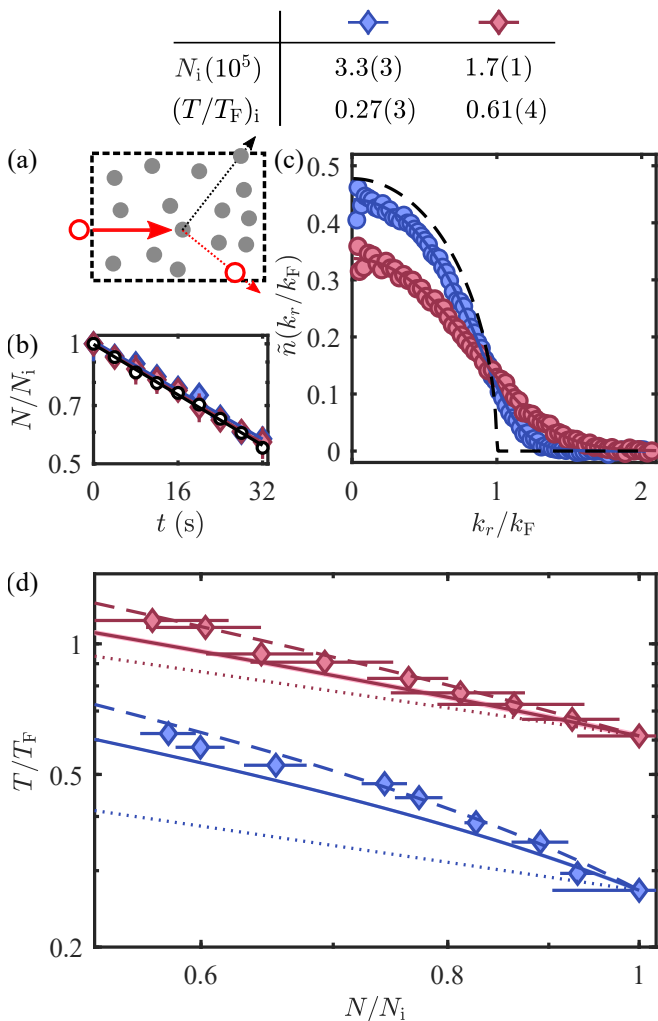 N_i(10^5) 3.3(3) 1.7(1)
(T/T_F)_i 0.27(3) 0.61(4)
(a)
(b)
N/N_i
1
0.7
0.5
0 16 32
t (s)
(c)
ñ(k_r/k_F)
0.5
0.4
0.3
0.2
0.1
0
0 1 2
k_r/k_F
(d)
T/T_F
1
0.5
0.2
0.6 0.8 1
N/N_i